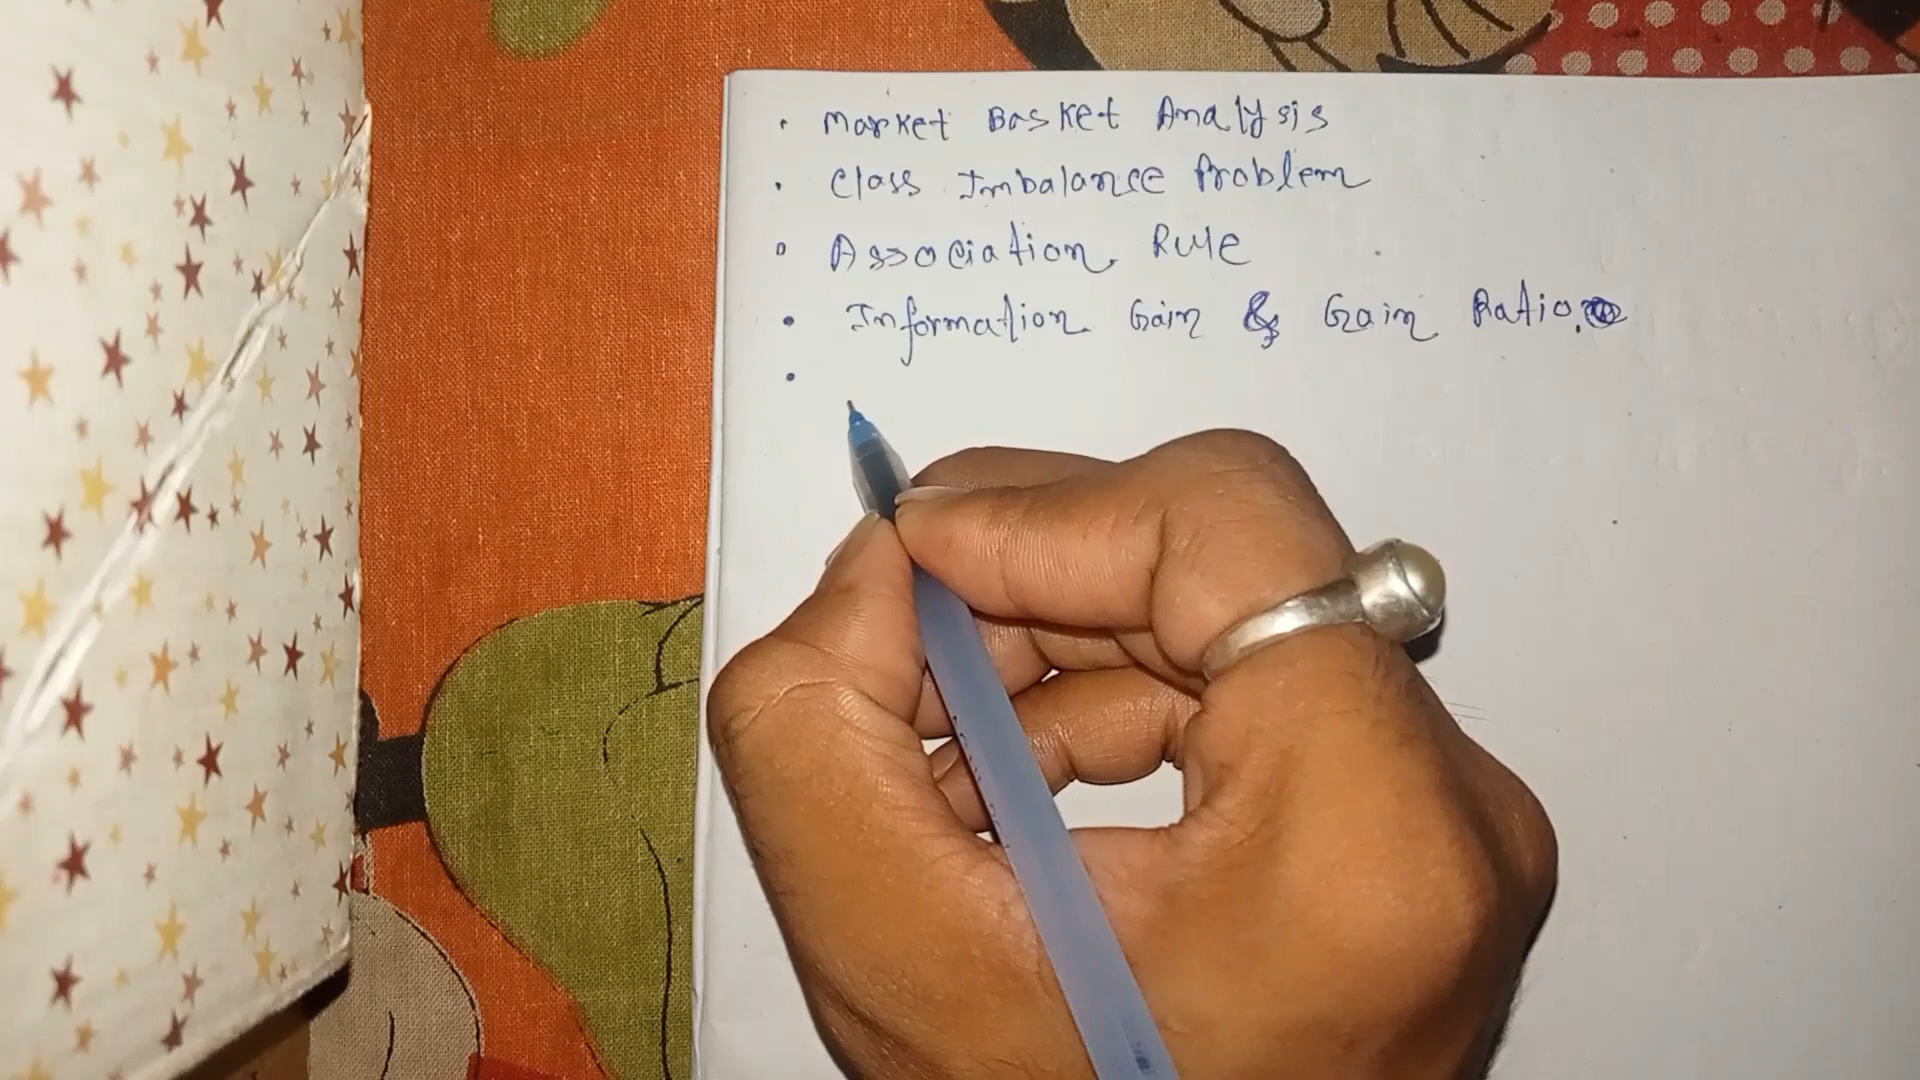 • Market Basket Analysis
• Class Imbalance Problem
• Association Rule
• Information Gain & Gain Ratio.
•